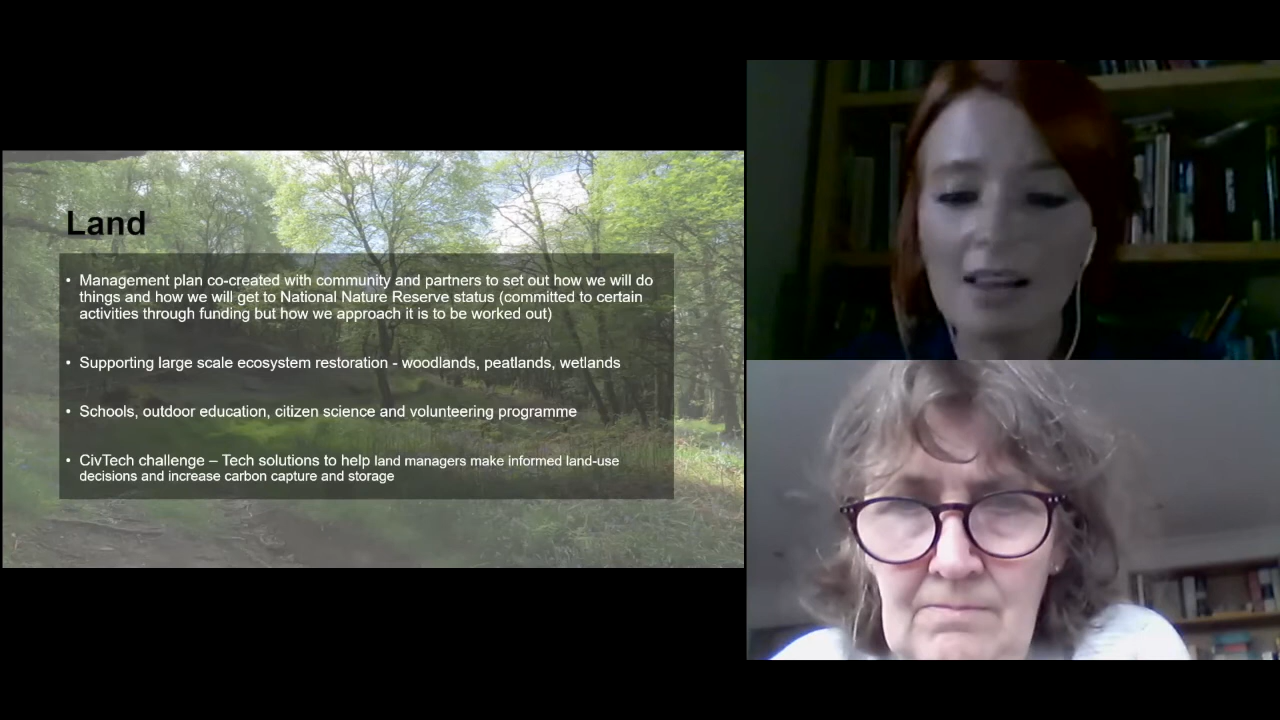 Land
• Management plan co-created with community and partners to set out how we will do
things and how we will get to National Nature Reserve status (committed to certain
activities through funding but how we approach it is to be worked out)
• Supporting large scale ecosystem restoration - woodlands, peatlands, wetlands
• Schools, outdoor education, citizen science and volunteering programme
• CivTech challenge – Tech solutions to help land managers make informed land-use
decisions and increase carbon capture and storage